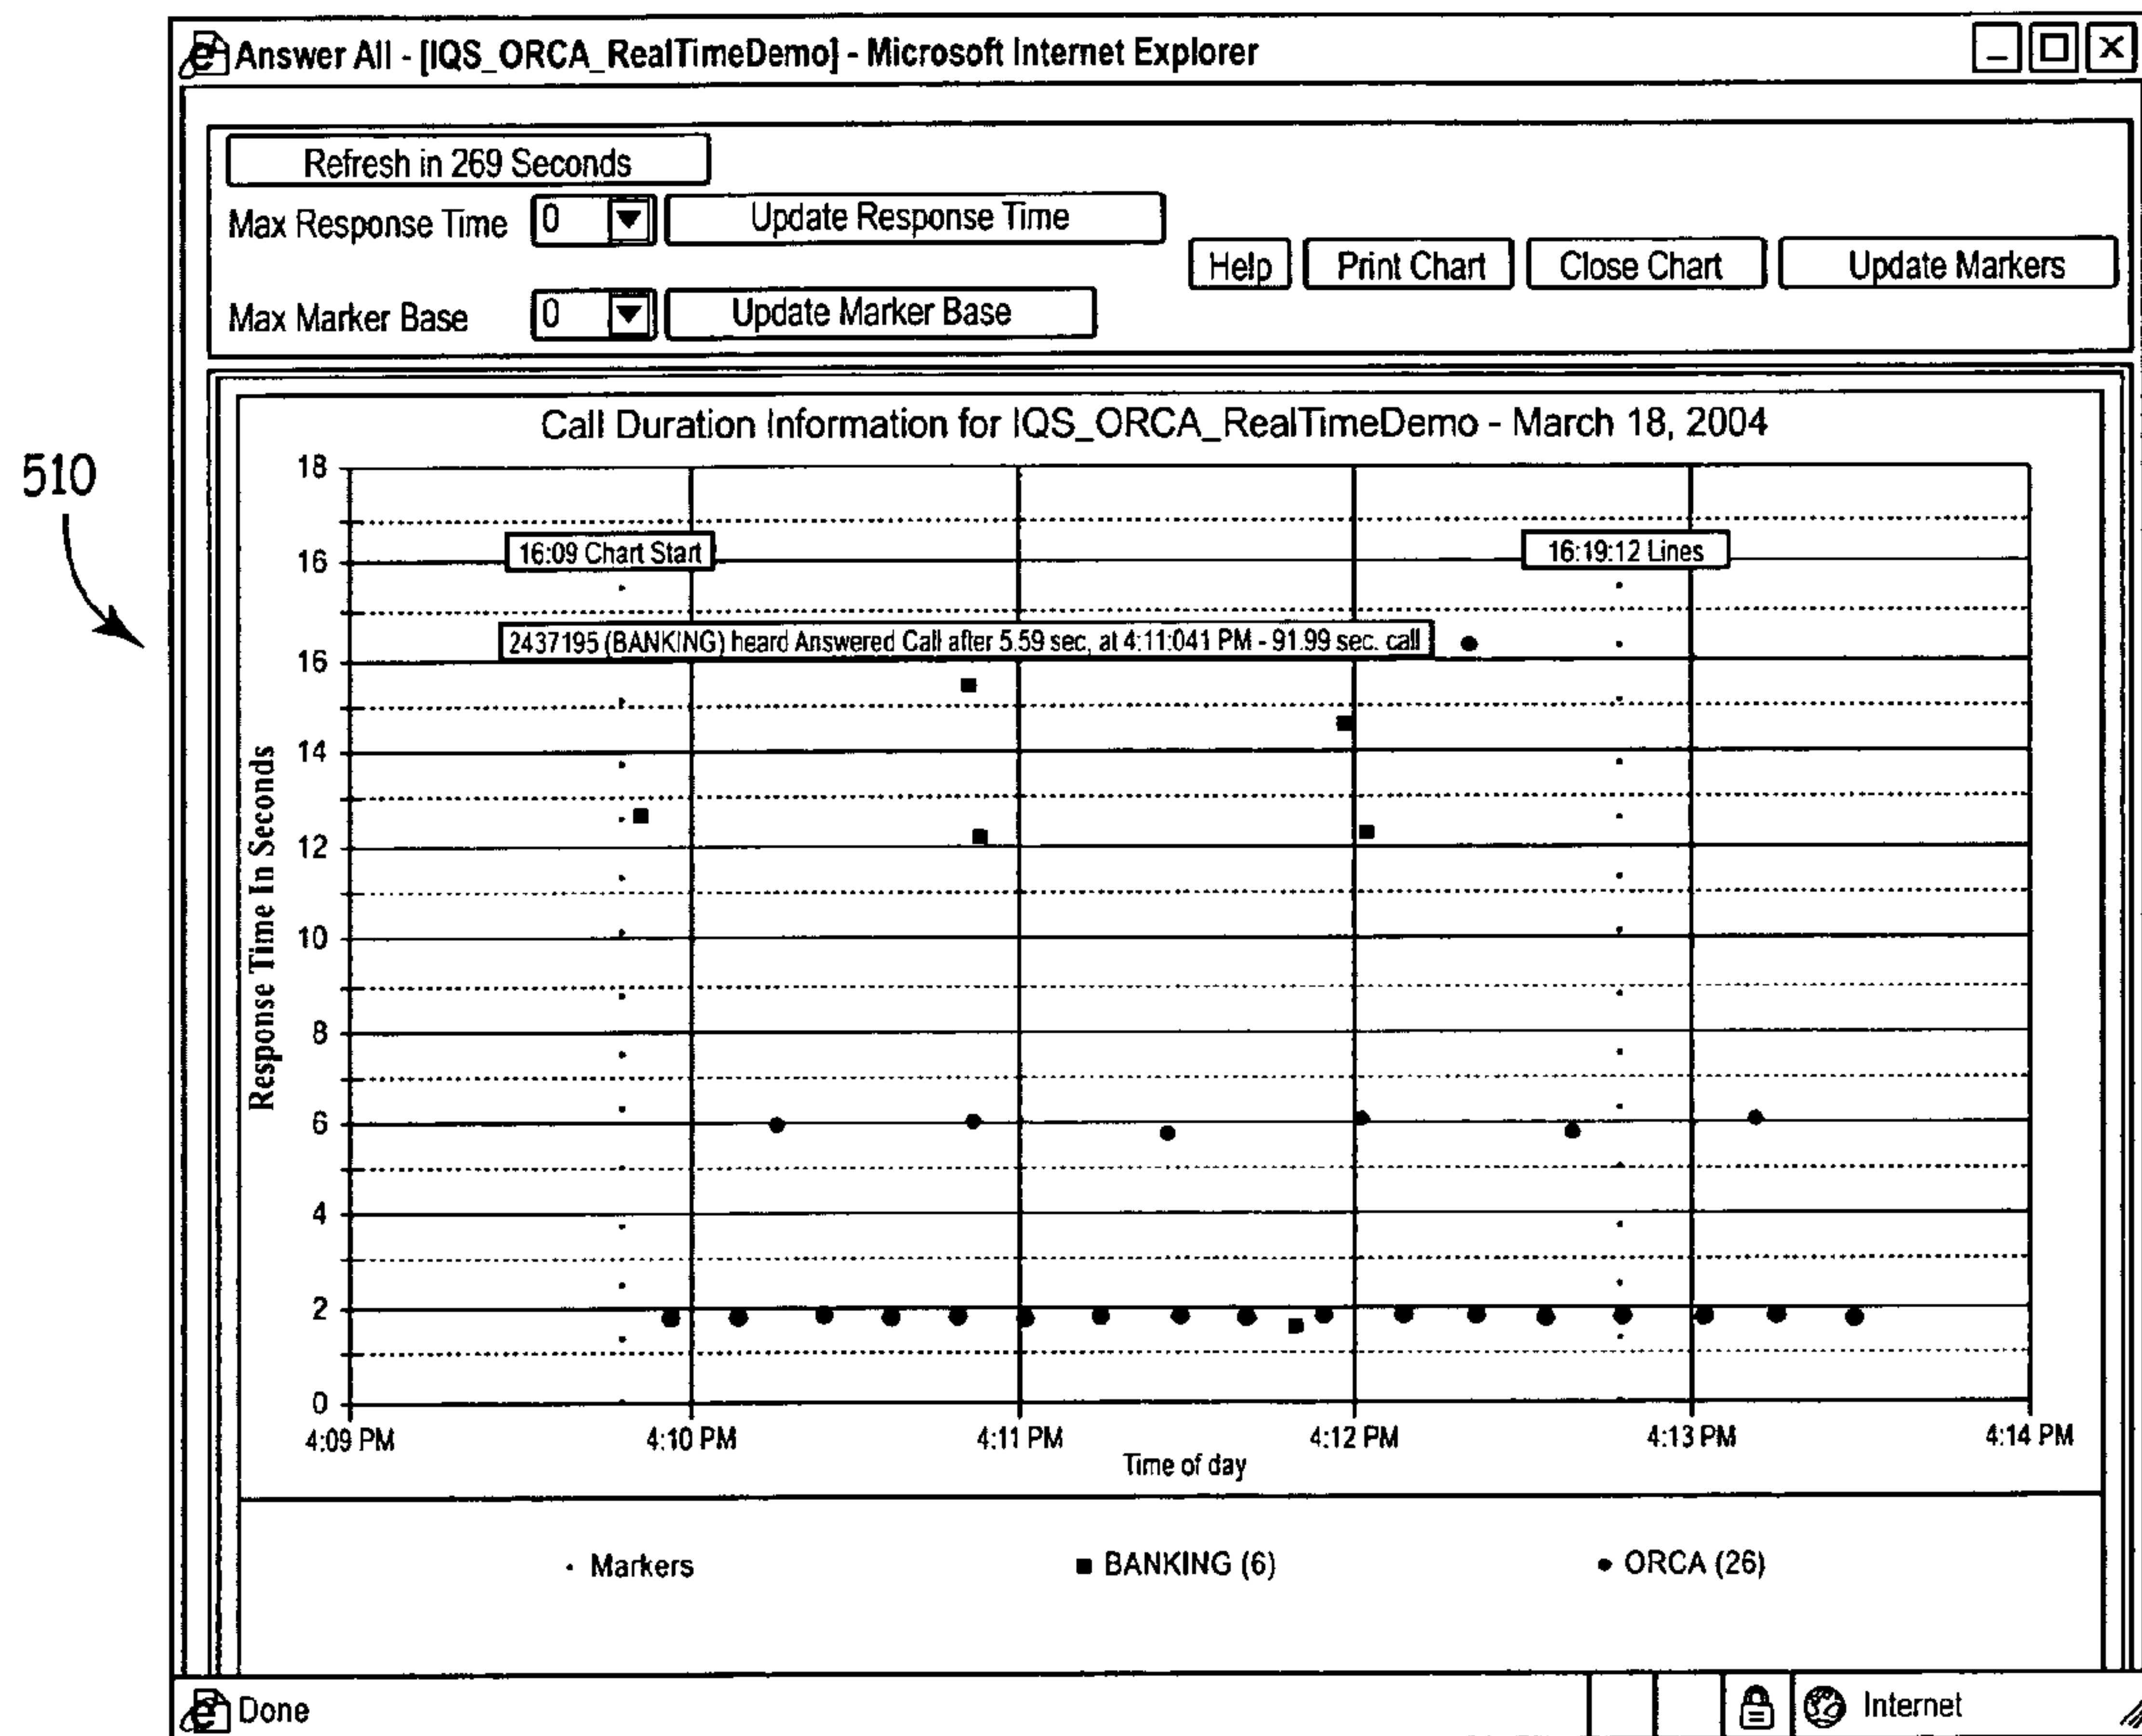 Answer All - [IQS_ORCA_RealTimeDemo] - Microsoft Internet Explorer
Refresh in 269 Seconds
Max Response Time 0 Update Response Time
Help Print Chart Close Chart Update Markers
Max Marker Base 0 Update Marker Base
510
Call Duration Information for IQS_ORCA_RealTimeDemo - March 18, 2004
18
16:09 Chart Start 16:19:12 Lines
16
2437195 (BANKING) heard Answered Call after 5.59 sec, at 4:11:041 PM - 91.99 sec. call
16
14
12
10
8
6
4
2
0
Response Time In Seconds
4:09 PM 4:10 PM 4:11 PM 4:12 PM 4:13 PM 4:14 PM
Time of day
Markers BANKING (6) ORCA (26)
Done Internet